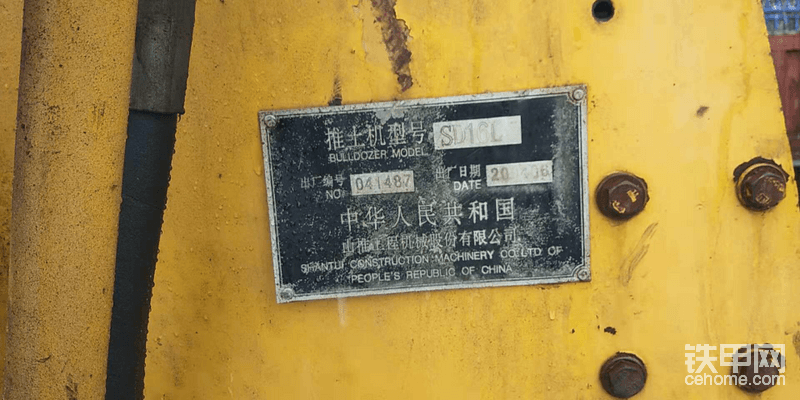 推土机型号 SD16L
BULLDOZER MODEL
出厂编号 041487 出厂日期
NO. DATE
中华人民共和国
山推工程机械股份有限公司
SHANTUI CONSTRUCTION MACHINERY CO.LTD OF
PEOPLE'S REPUBLIC OF CHINA
铁甲网
cehome.com